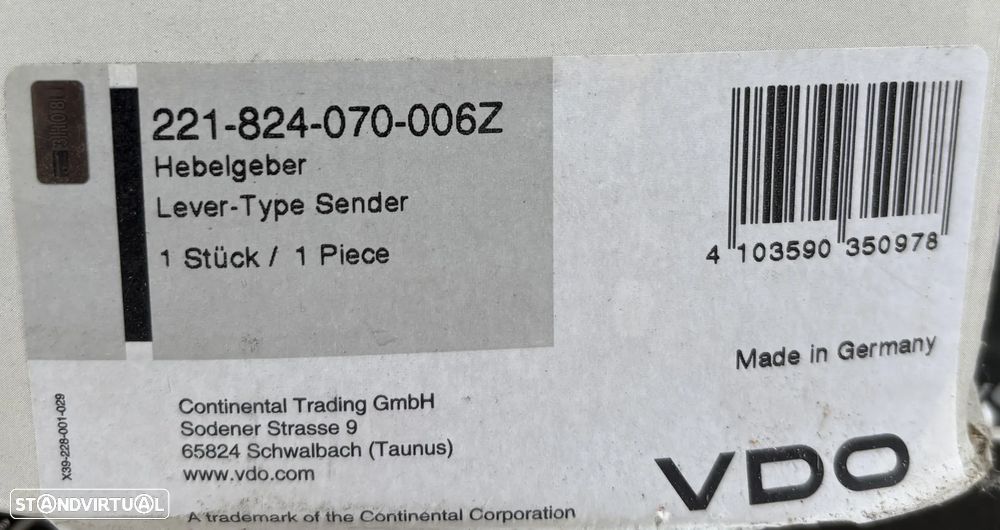 221-824-070-006Z
Hebelgeber
Lever-Type Sender
1 Stück / 1 Piece
4 103590 350978
Made in Germany
X39-228-001-029
Continental Trading GmbH
Sodener Strasse 9
65824 Schwalbach (Taunus)
www.vdo.com
VDO
A trademark of the Continental Corporation
STANDVIRTUAL